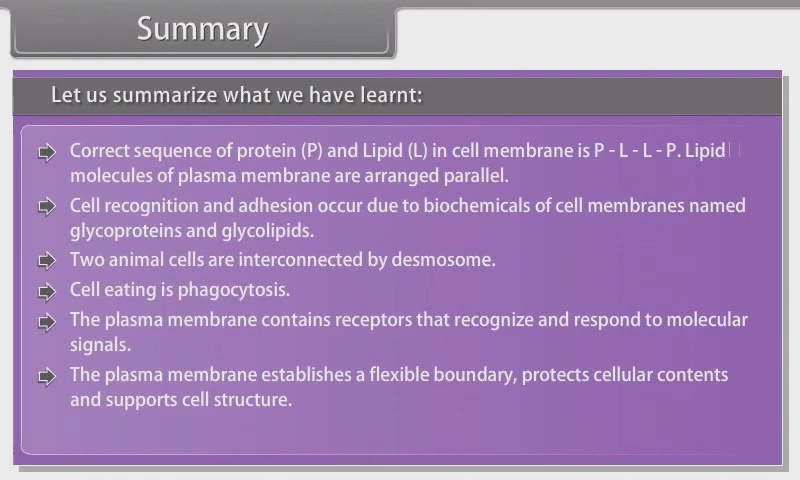 Summary
Let us summarize what we have learnt:
Correct sequence of protein (P) and Lipid (L) in cell membrane is P - L - L - P. Lipid
molecules of plasma membrane are arranged parallel.
Cell recognition and adhesion occur due to biochemicals of cell membranes named
glycoproteins and glycolipids.
Two animal cells are interconnected by desmosome.
Cell eating is phagocytosis.
The plasma membrane contains receptors that recognize and respond to molecular
signals.
The plasma membrane establishes a flexible boundary, protects cellular contents
and supports cell structure.